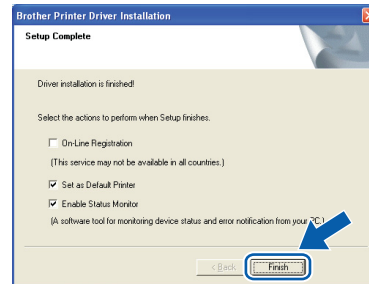 Brother Printer Driver Installation
Setup Complete
Driver installation is finished!
Select the actions to perform when Setup finishes.
On-Line Registration
(This service may not be available in all countries.)
Set as Default Printer
Enable Status Monitor
(A software tool for monitoring device status and error notification from your PC.)
< Back
Finish